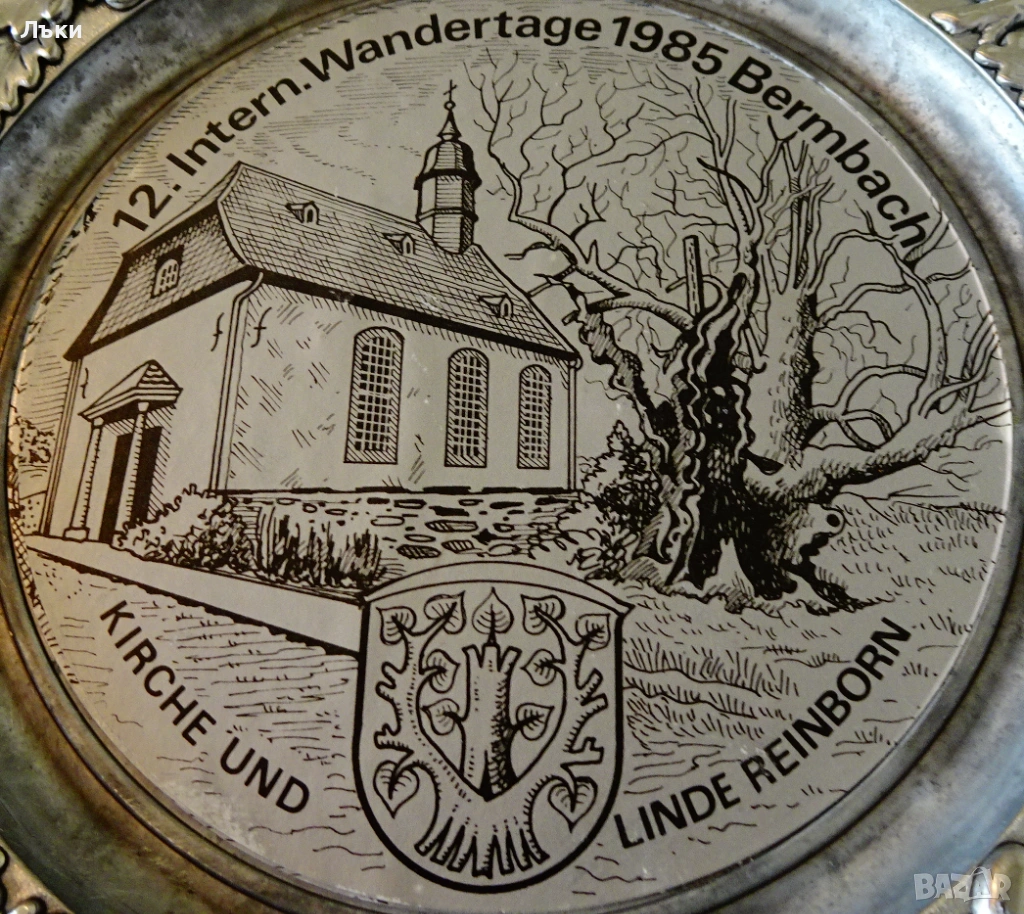 Лъки
12. Intern. Wandertage 1985 Bermbach
KIRCHE UND
LINDE REINBORN
BAZAR